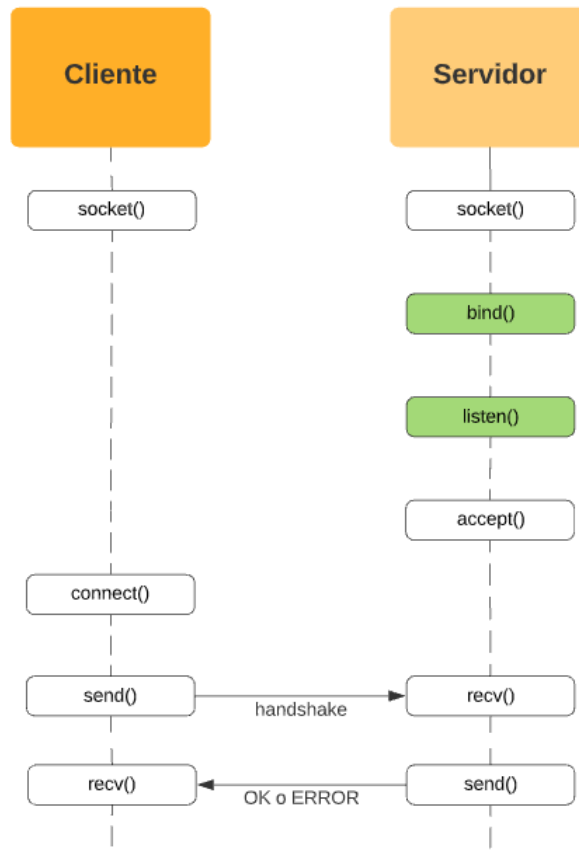 Cliente
Servidor
socket()
socket()
bind()
listen()
accept()
connect()
send()
handshake
recv()
recv()
OK o ERROR
send()